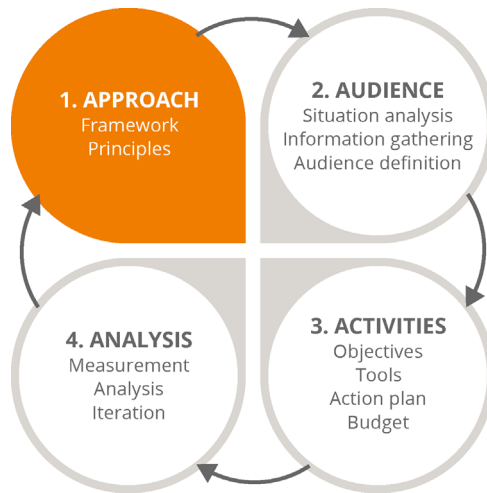 1. APPROACH
Framework
Principles
2. AUDIENCE
Situation analysis
Information gathering
Audience definition
3. ACTIVITIES
Objectives
Tools
Action plan
Budget
4. ANALYSIS
Measurement
Analysis
Iteration